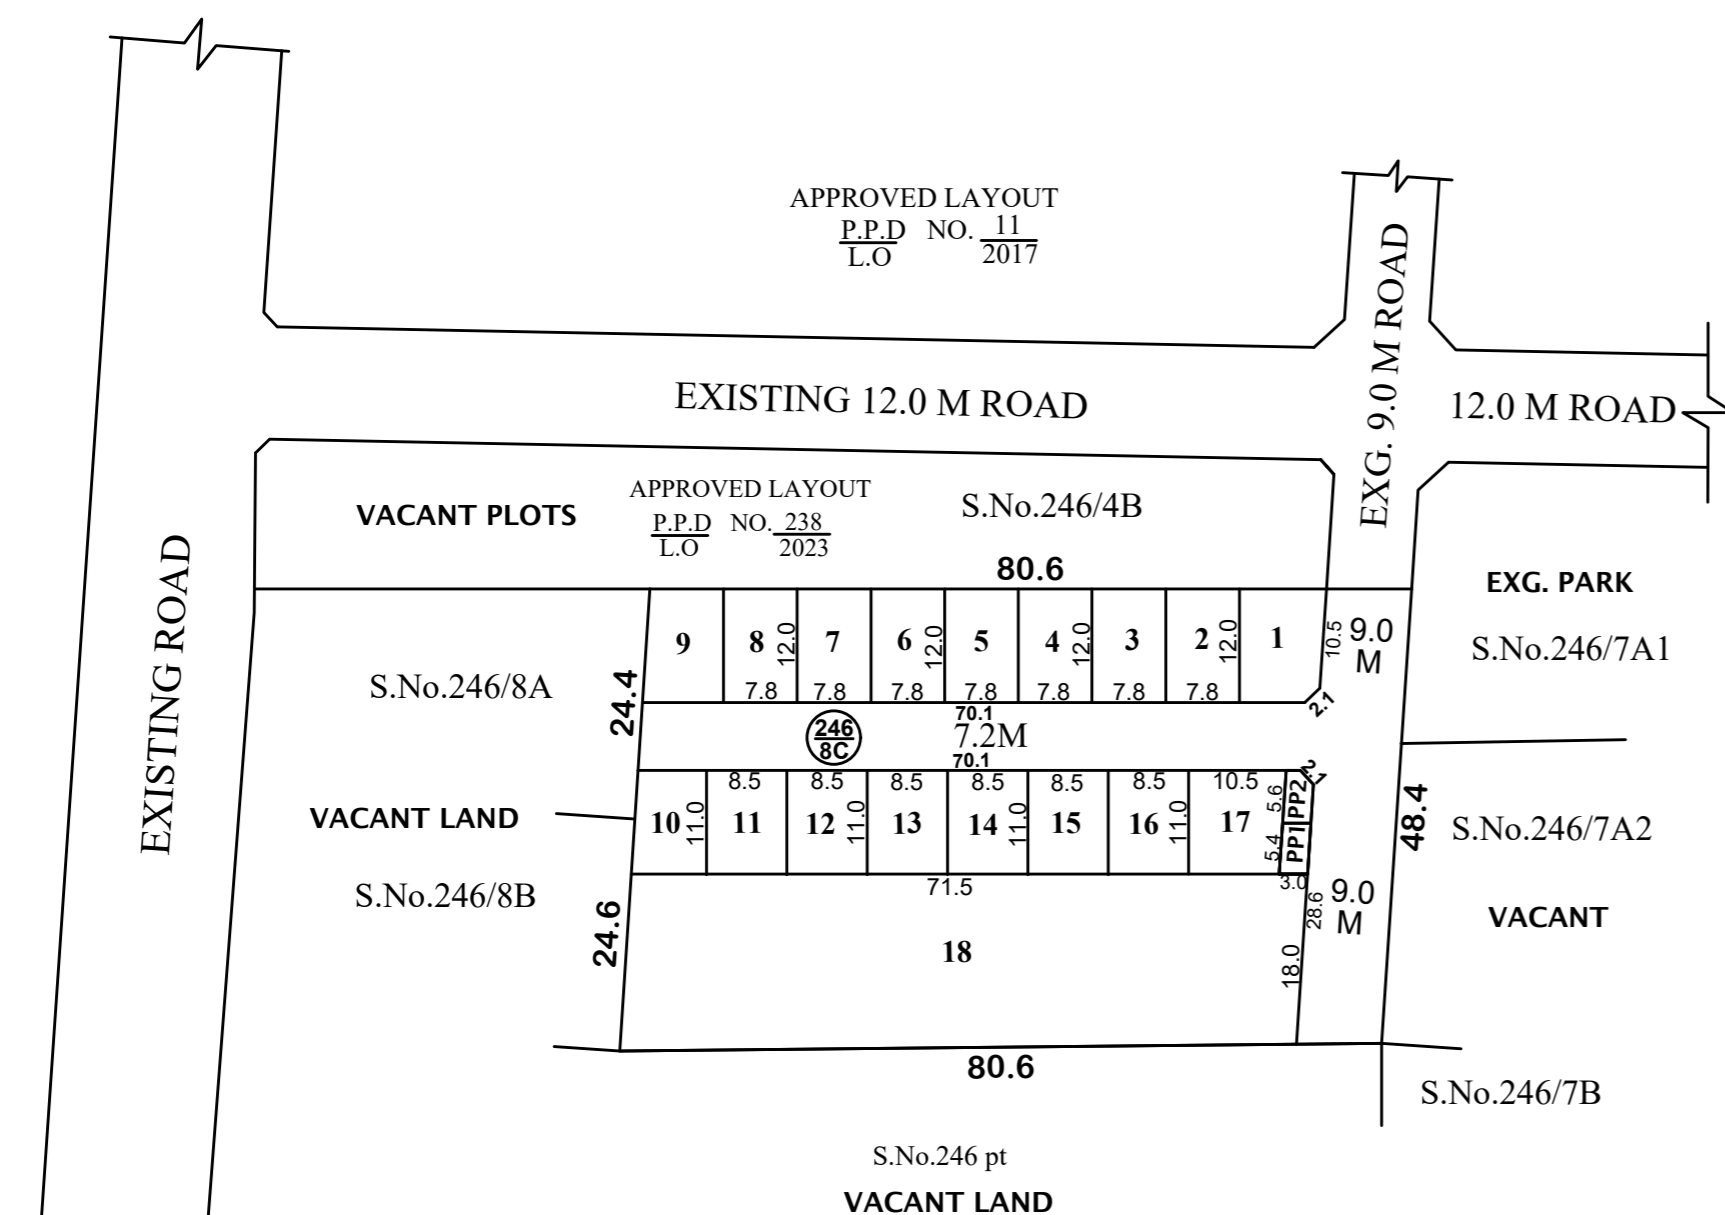 APPROVED LAYOUT
P.P.D NO. 11
L.O 2017
EXISTING 12.0 M ROAD
EXG. 9.0 M ROAD
12.0 M ROAD
EXISTING ROAD
VACANT PLOTS
APPROVED LAYOUT
P.P.D NO. 238
L.O 2023
S.No.246/4B
80.6
EXG. PARK
S.No.246/7A1
9 8 12.0 7 6 12.0 5 4 12.0 3 2 12.0 1 10.5 9.0
M
S.No.246/8A
24.4
7.8 7.8 7.8 7.8 7.8 7.8 7.8
2.1
70.1
246
8C
7.2M
70.1
2.1
8.5 8.5 8.5 8.5 8.5 8.5 10.5 5.6 PP2
VACANT LAND
10 11.0 11 12 11.0 13 14 11.0 15 16 11.0 17 5.4 PP1
48.4
S.No.246/7A2
71.5
3.0
S.No.246/8B
24.6
28.6
9.0
M
VACANT
18
18.0
80.6
S.No.246/7B
S.No.246 pt
VACANT LAND